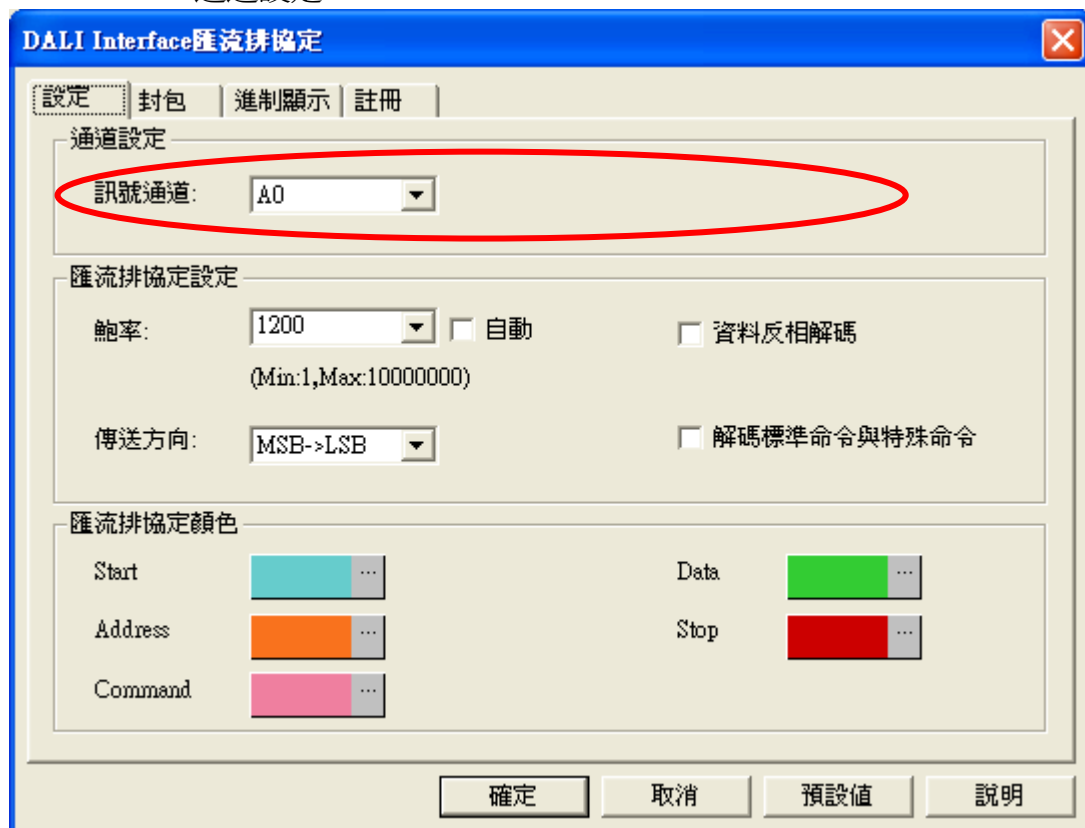 DALI Interface匯流排協定
設定 封包 進制顯示 註冊
通道設定
訊號通道: A0
匯流排協定設定
鮑率: 1200 自動 資料反相解碼
(Min:1,Max:10000000)
傳送方向: MSB->LSB 解碼標準命令與特殊命令
匯流排協定顏色
Start ... Data ...
Address ... Stop ...
Command ...
確定 取消 預設值 説明